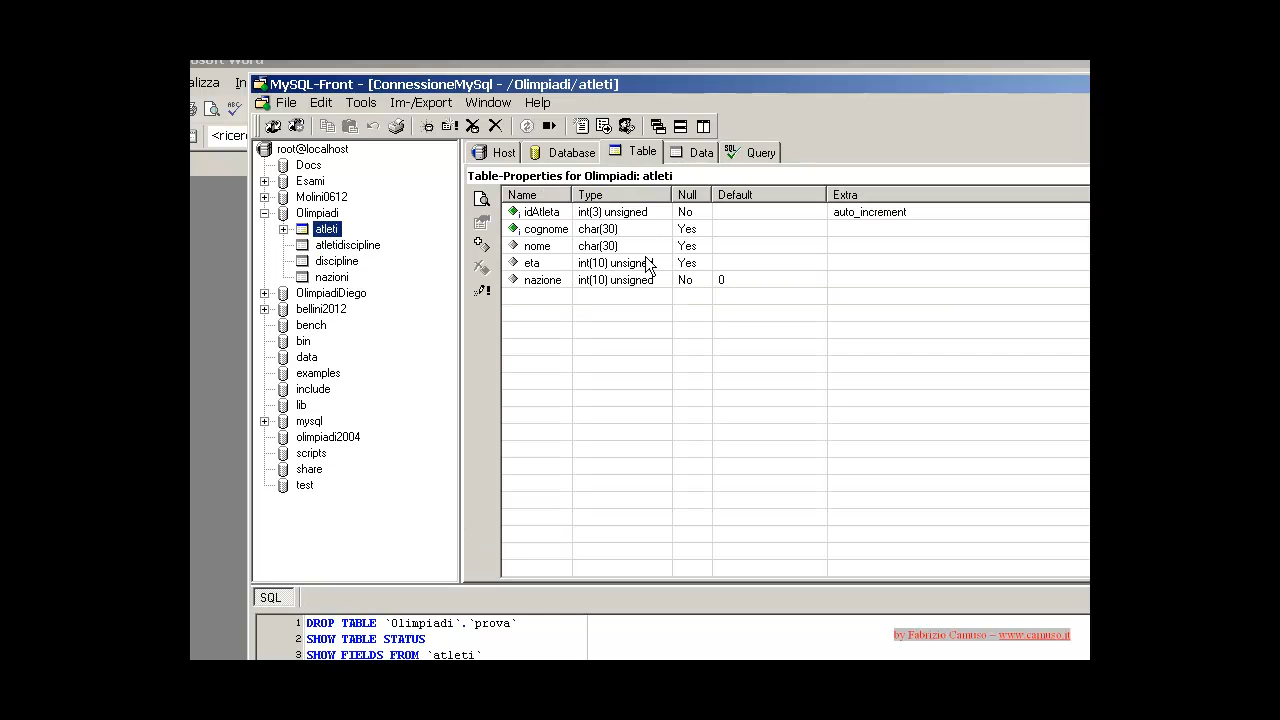 osoft Word
alizza In
MySQL-Front - [ConnessioneMySql - /Olimpiadi/atleti]
File Edit Tools Im-/Export Window Help
<ricerc
root@localhost
Docs
Esami
Molini0612
Olimpiadi
atleti
atletidiscipline
discipline
nazioni
OlimpiadiDiego
bellini2012
bench
bin
data
examples
include
lib
mysql
olimpiadi2004
scripts
share
test
Host Database Table Data Query
Table-Properties for Olimpiadi: atleti
Name Type Null Default Extra
idAtleta int(3) unsigned No auto_increment
cognome char(30) Yes
nome char(30) Yes
eta int(10) unsigned Yes
nazione int(10) unsigned No 0
SQL
1 DROP TABLE `Olimpiadi`.`prova`
2 SHOW TABLE STATUS
3 SHOW FIELDS FROM `atleti`
by Fabrizio Camuso – www.camuso.it